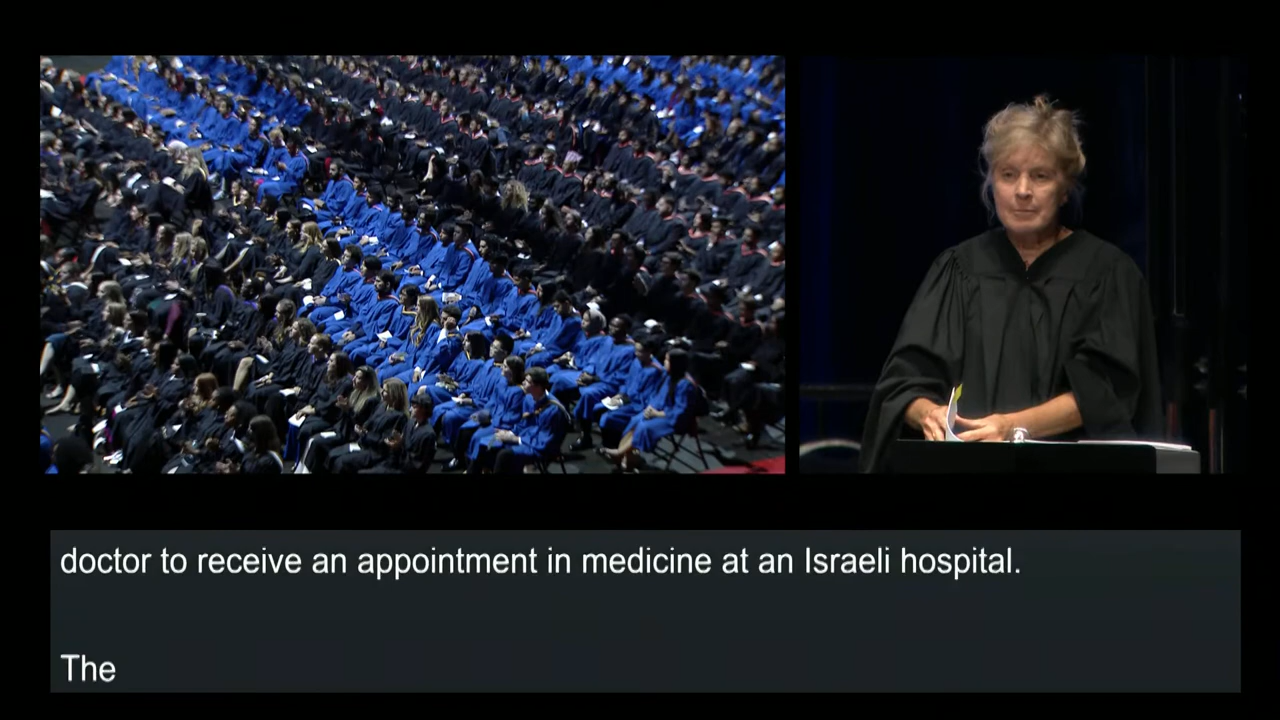 doctor to receive an appointment in medicine at an Israeli hospital.
The